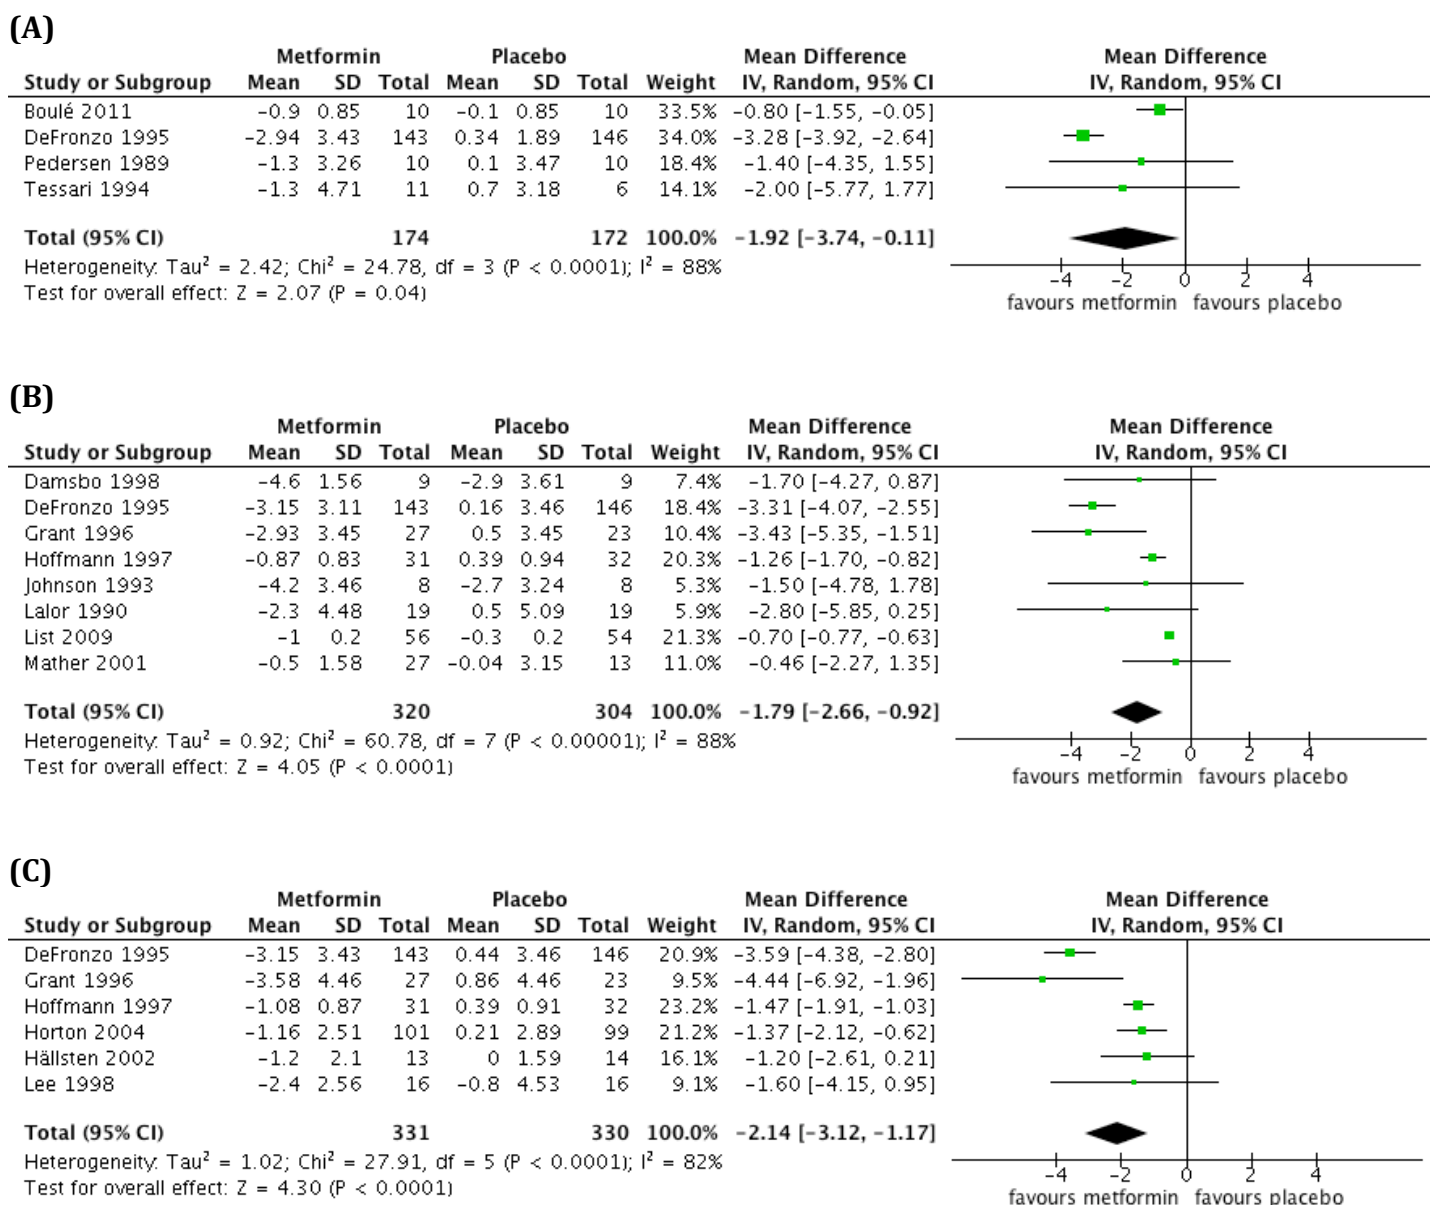 (A)
Metformin Placebo Mean Difference Mean Difference
Study or Subgroup Mean SD Total Mean SD Total Weight IV, Random, 95% CI IV, Random, 95% CI
Boulé 2011 −0.9 0.85 10 −0.1 0.85 10 33.5% −0.80 [−1.55, −0.05]
DeFronzo 1995 −2.94 3.43 143 0.34 1.89 146 34.0% −3.28 [−3.92, −2.64]
Pedersen 1989 −1.3 3.26 10 0.1 3.47 10 18.4% −1.40 [−4.35, 1.55]
Tessari 1994 −1.3 4.71 11 0.7 3.18 6 14.1% −2.00 [−5.77, 1.77]
Total (95% CI) 174 172 100.0% −1.92 [−3.74, −0.11]
Heterogeneity: Tau² = 2.42; Chi² = 24.78, df = 3 (P < 0.0001); I² = 88%
Test for overall effect: Z = 2.07 (P = 0.04)
−4 −2 0 2 4
favours metformin favours placebo
(B)
Metformin Placebo Mean Difference Mean Difference
Study or Subgroup Mean SD Total Mean SD Total Weight IV, Random, 95% CI IV, Random, 95% CI
Damsbo 1998 −4.6 1.56 9 −2.9 3.61 9 7.4% −1.70 [−4.27, 0.87]
DeFronzo 1995 −3.15 3.11 143 0.16 3.46 146 18.4% −3.31 [−4.07, −2.55]
Grant 1996 −2.93 3.45 27 0.5 3.45 23 10.4% −3.43 [−5.35, −1.51]
Hoffmann 1997 −0.87 0.83 31 0.39 0.94 32 20.3% −1.26 [−1.70, −0.82]
Johnson 1993 −4.2 3.46 8 −2.7 3.24 8 5.3% −1.50 [−4.78, 1.78]
Lalor 1990 −2.3 4.48 19 0.5 5.09 19 5.9% −2.80 [−5.85, 0.25]
List 2009 −1 0.2 56 −0.3 0.2 54 21.3% −0.70 [−0.77, −0.63]
Mather 2001 −0.5 1.58 27 −0.04 3.15 13 11.0% −0.46 [−2.27, 1.35]
Total (95% CI) 320 304 100.0% −1.79 [−2.66, −0.92]
Heterogeneity: Tau² = 0.92; Chi² = 60.78, df = 7 (P < 0.00001); I² = 88%
Test for overall effect: Z = 4.05 (P < 0.0001)
−4 −2 0 2 4
favours metformin favours placebo
(C)
Metformin Placebo Mean Difference Mean Difference
Study or Subgroup Mean SD Total Mean SD Total Weight IV, Random, 95% CI IV, Random, 95% CI
DeFronzo 1995 −3.15 3.43 143 0.44 3.46 146 20.9% −3.59 [−4.38, −2.80]
Grant 1996 −3.58 4.46 27 0.86 4.46 23 9.5% −4.44 [−6.92, −1.96]
Hoffmann 1997 −1.08 0.87 31 0.39 0.91 32 23.2% −1.47 [−1.91, −1.03]
Horton 2004 −1.16 2.51 101 0.21 2.89 99 21.2% −1.37 [−2.12, −0.62]
Hällsten 2002 −1.2 2.1 13 0 1.59 14 16.1% −1.20 [−2.61, 0.21]
Lee 1998 −2.4 2.56 16 −0.8 4.53 16 9.1% −1.60 [−4.15, 0.95]
Total (95% CI) 331 330 100.0% −2.14 [−3.12, −1.17]
Heterogeneity: Tau² = 1.02; Chi² = 27.91, df = 5 (P < 0.0001); I² = 82%
Test for overall effect: Z = 4.30 (P < 0.0001)
−4 −2 0 2 4
favours metformin favours placebo